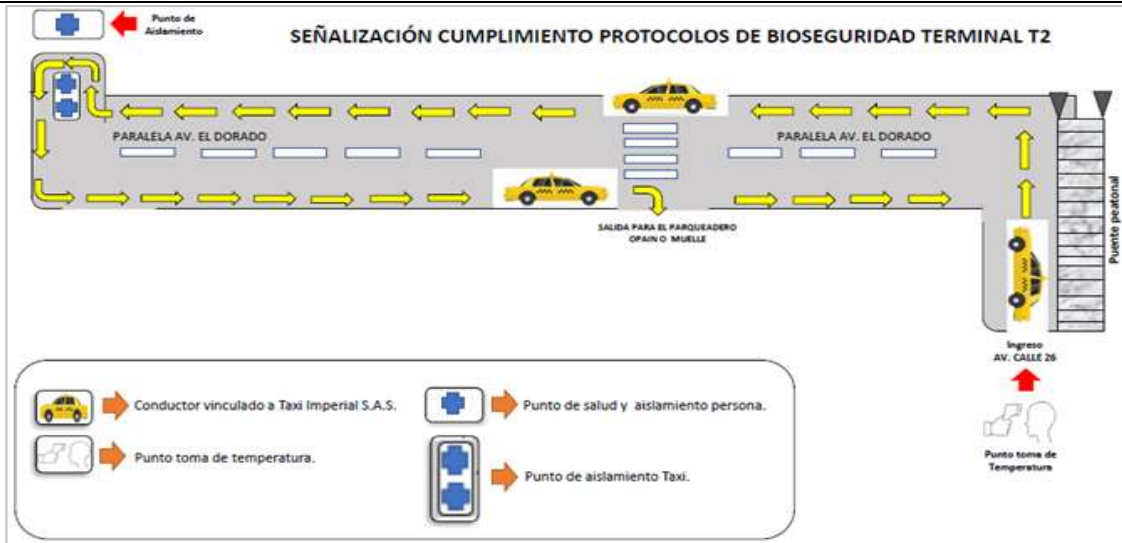 Punto de
Aislamiento
SEÑALIZACIÓN CUMPLIMIENTO PROTOCOLOS DE BIOSEGURIDAD TERMINAL T2
PARALELA AV. EL DORADO
PARALELA AV. EL DORADO
SALIDA PARA EL PARQUEADERO
OPAIN O MUELLE
Puente peatonal
Ingreso
AV. CALLE 26
Punto toma de
Temperatura
Conductor vinculado a Taxi Imperial S.A.S.
Punto toma de temperatura.
Punto de salud y aislamiento persona.
Punto de aislamiento Taxi.